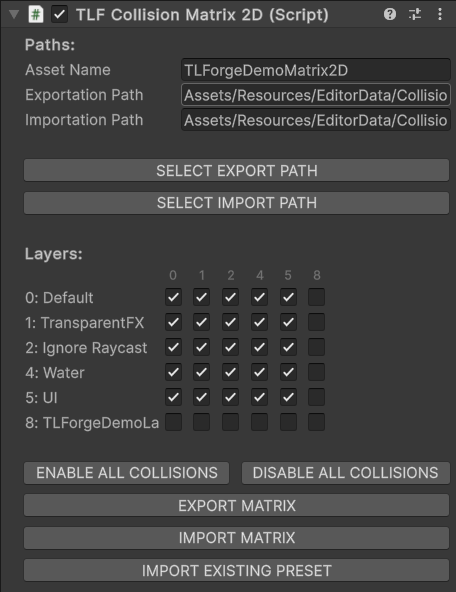 TLF Collision Matrix 2D (Script)
Paths:
Asset Name TLForgeDemoMatrix2D
Exportation Path Assets/Resources/EditorData/Collisio
Importation Path Assets/Resources/EditorData/Collisio
SELECT EXPORT PATH
SELECT IMPORT PATH
Layers:
0 1 2 4 5 8
0: Default
1: TransparentFX
2: Ignore Raycast
4: Water
5: UI
8: TLForgeDemoLa
ENABLE ALL COLLISIONS DISABLE ALL COLLISIONS
EXPORT MATRIX
IMPORT MATRIX
IMPORT EXISTING PRESET